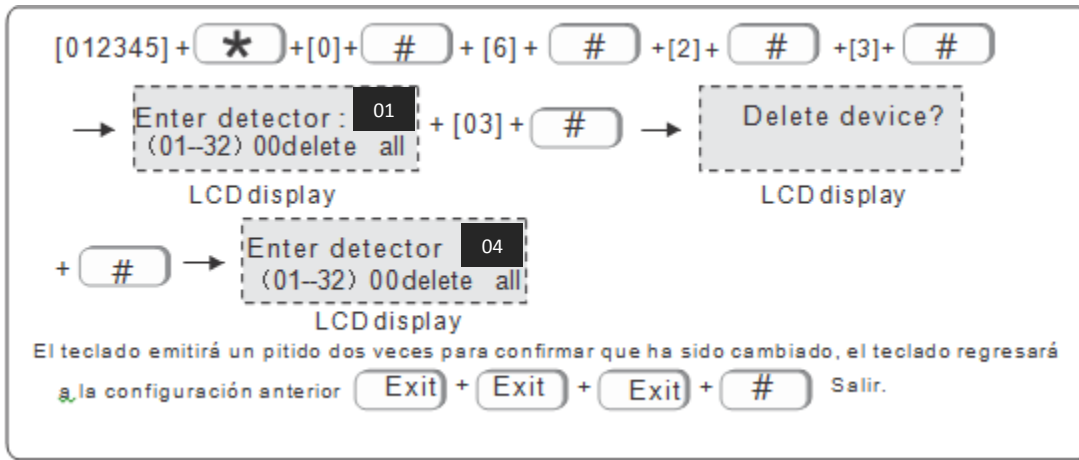 [012345] + * +[0]+ # + [6] + # +[2]+ # +[3]+ #
Enter detector : 01 + [03] + # Delete device?
(01--32) 00delete all
LCD display LCD display
+ # Enter detector 04
(01--32) 00delete all
LCD display
El teclado emitirá un pitido dos veces para confirmar que ha sido cambiado, el teclado regresará
a la configuración anterior Exit + Exit + Exit + # Salir.